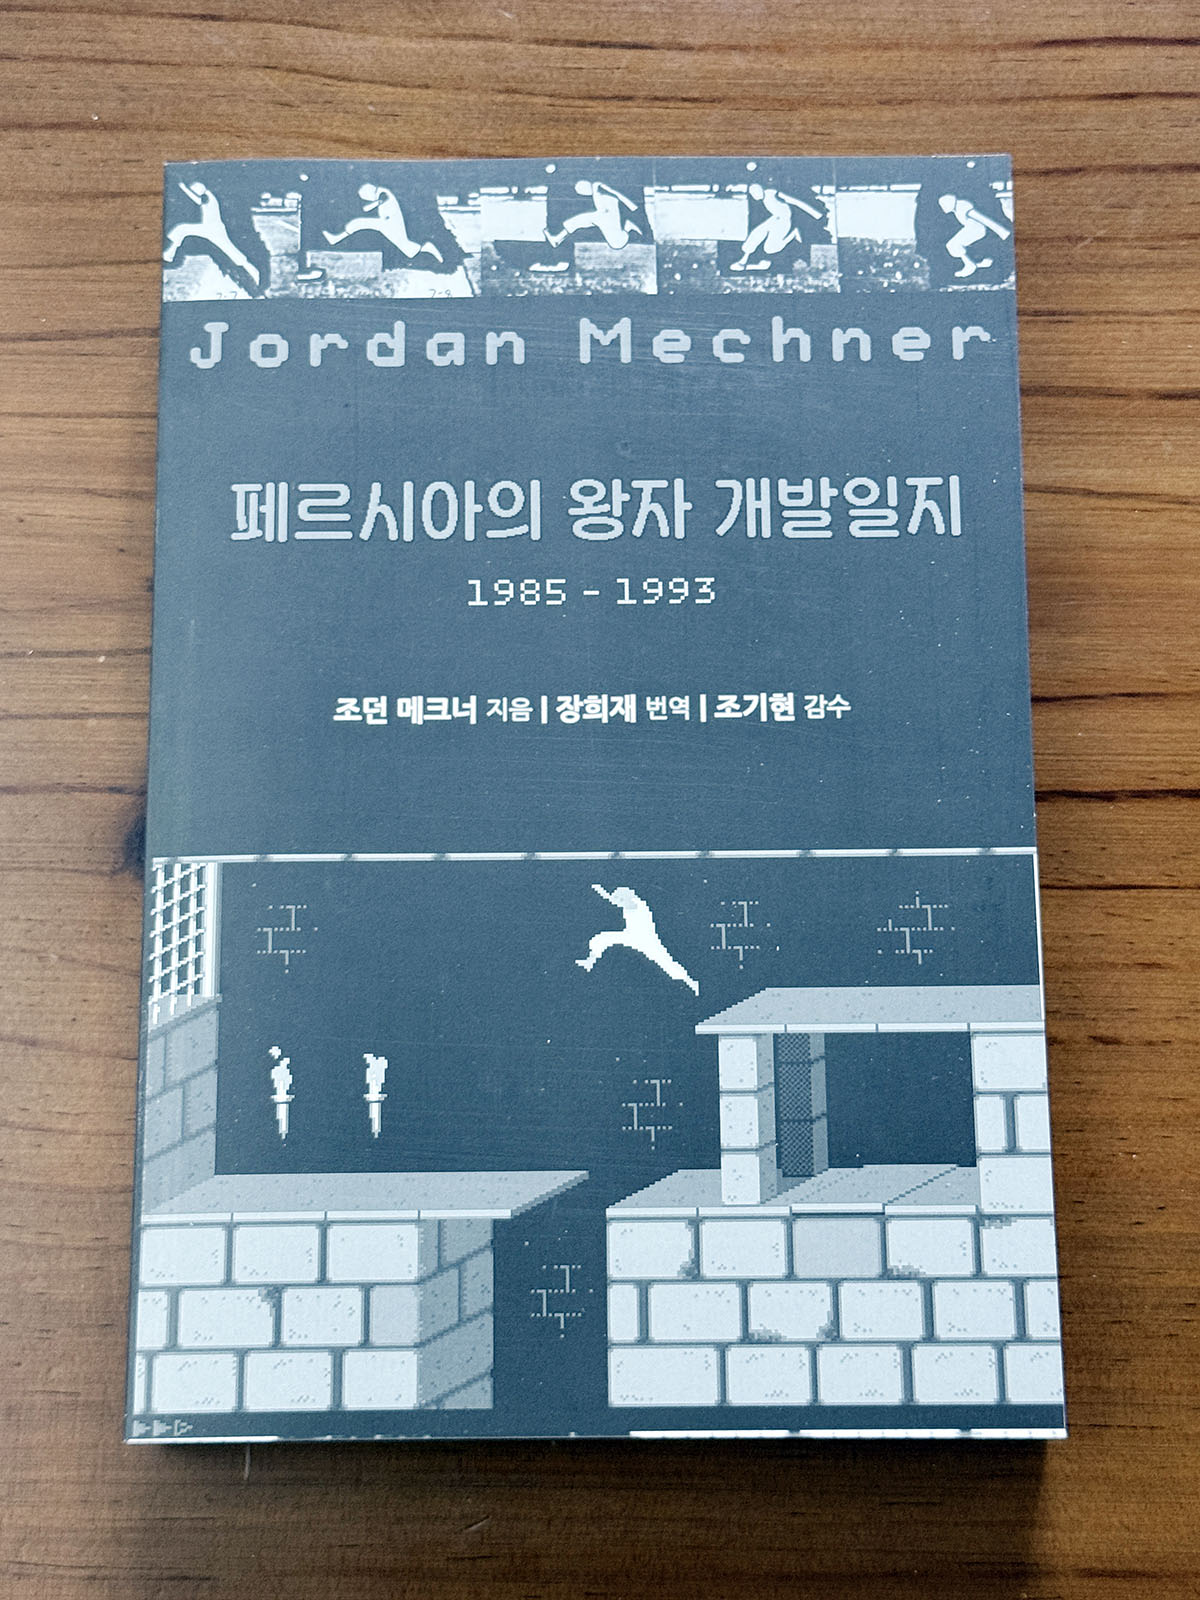 Jordan Mechner
페르시아의 왕자 개발일지
1985 - 1993
조던 메크너 지음 | 장희재 번역 | 조기현 감수